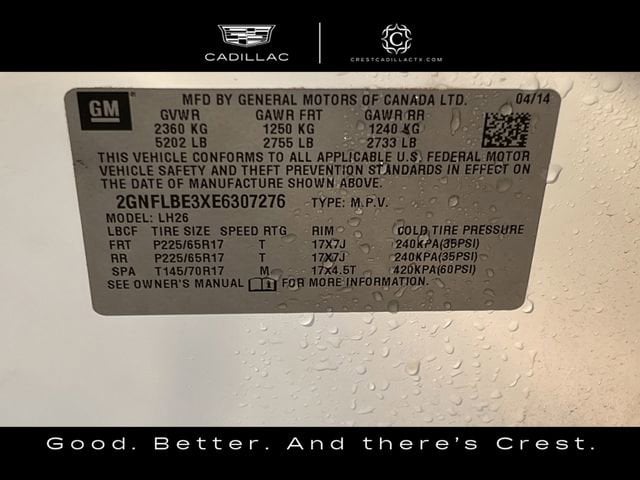 CADILLAC
CRESTCADILLACTX.COM
GM
MFD BY GENERAL MOTORS OF CANADA LTD. 04/14
GVWR GAWR FRT GAWR RR
2360 KG 1250 KG 1240 KG
5202 LB 2755 LB 2733 LB
THIS VEHICLE CONFORMS TO ALL APPLICABLE U.S. FEDERAL MOTOR
VEHICLE SAFETY AND THEFT PREVENTION STANDARDS IN EFFECT ON
THE DATE OF MANUFACTURE SHOWN ABOVE.
2GNFLBE3XE6307276 TYPE: M.P.V.
MODEL: LH26
LBCF TIRE SIZE SPEED RTG RIM COLD TIRE PRESSURE
FRT P225/65R17 T 17X7J 240KPA(35PSI)
RR P225/65R17 T 17X7J 240KPA(35PSI)
SPA T145/70R17 M 17X4.5T 420KPA(60PSI)
SEE OWNER'S MANUAL FOR MORE INFORMATION.
Good. Better. And there's Crest.